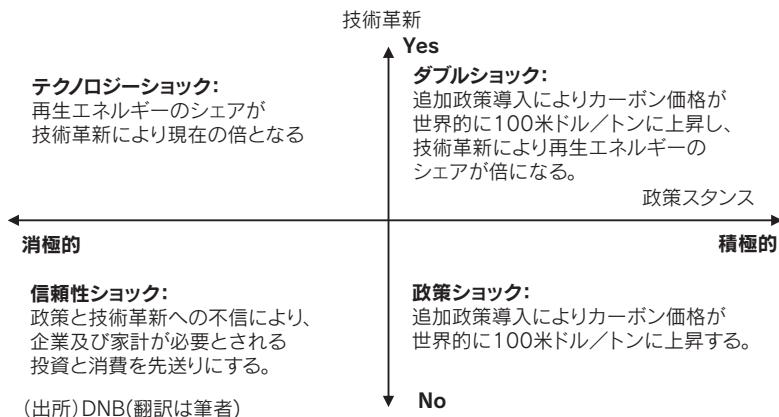 技術革新
Yes
テクノロジーショック：
再生エネルギーのシェアが
技術革新により現在の倍となる
ダブルショック：
追加政策導入によりカーボン価格が
世界的に100米ドル／トンに上昇し、
技術革新により再生エネルギーの
シェアが倍になる。
政策スタンス
消極的
積極的
信頼性ショック：
政策と技術革新への不信により、
企業及び家計が必要とされる
投資と消費を先送りにする。
政策ショック：
追加政策導入によりカーボン価格が
世界的に100米ドル／トンに上昇する。
No
（出所）DNB(翻訳は筆者)